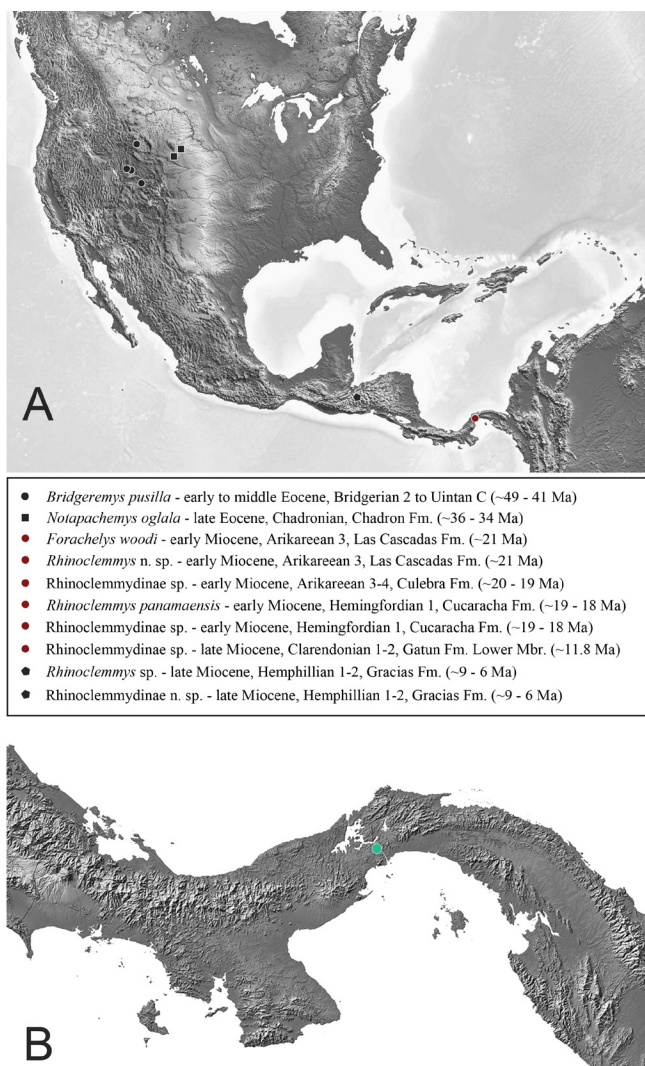 A
Bridgeremys pusilla - early to middle Eocene, Bridgerian 2 to Uintan C (~49 - 41 Ma)
Notapachemys oglala - late Eocene, Chadronian, Chadron Fm. (~36 - 34 Ma)
Forachelys woodi - early Miocene, Arikareean 3, Las Cascadas Fm. (~21 Ma)
Rhinoclemmys n. sp. - early Miocene, Arikareean 3, Las Cascadas Fm. (~21 Ma)
Rhinoclemmydinae sp. - early Miocene, Arikareean 3-4, Culebra Fm. (~20 - 19 Ma)
Rhinoclemmys panamaensis - early Miocene, Hemingfordian 1, Cucaracha Fm. (~19 - 18 Ma)
Rhinoclemmydinae sp. - early Miocene, Hemingfordian 1, Cucaracha Fm. (~19 - 18 Ma)
Rhinoclemmydinae sp. - late Miocene, Clarendonian 1-2, Gatun Fm. Lower Mbr. (~11.8 Ma)
Rhinoclemmys sp. - late Miocene, Hemphillian 1-2, Gracias Fm. (~9 - 6 Ma)
Rhinoclemmydinae n. sp. - late Miocene, Hemphillian 1-2, Gracias Fm. (~9 - 6 Ma)
B